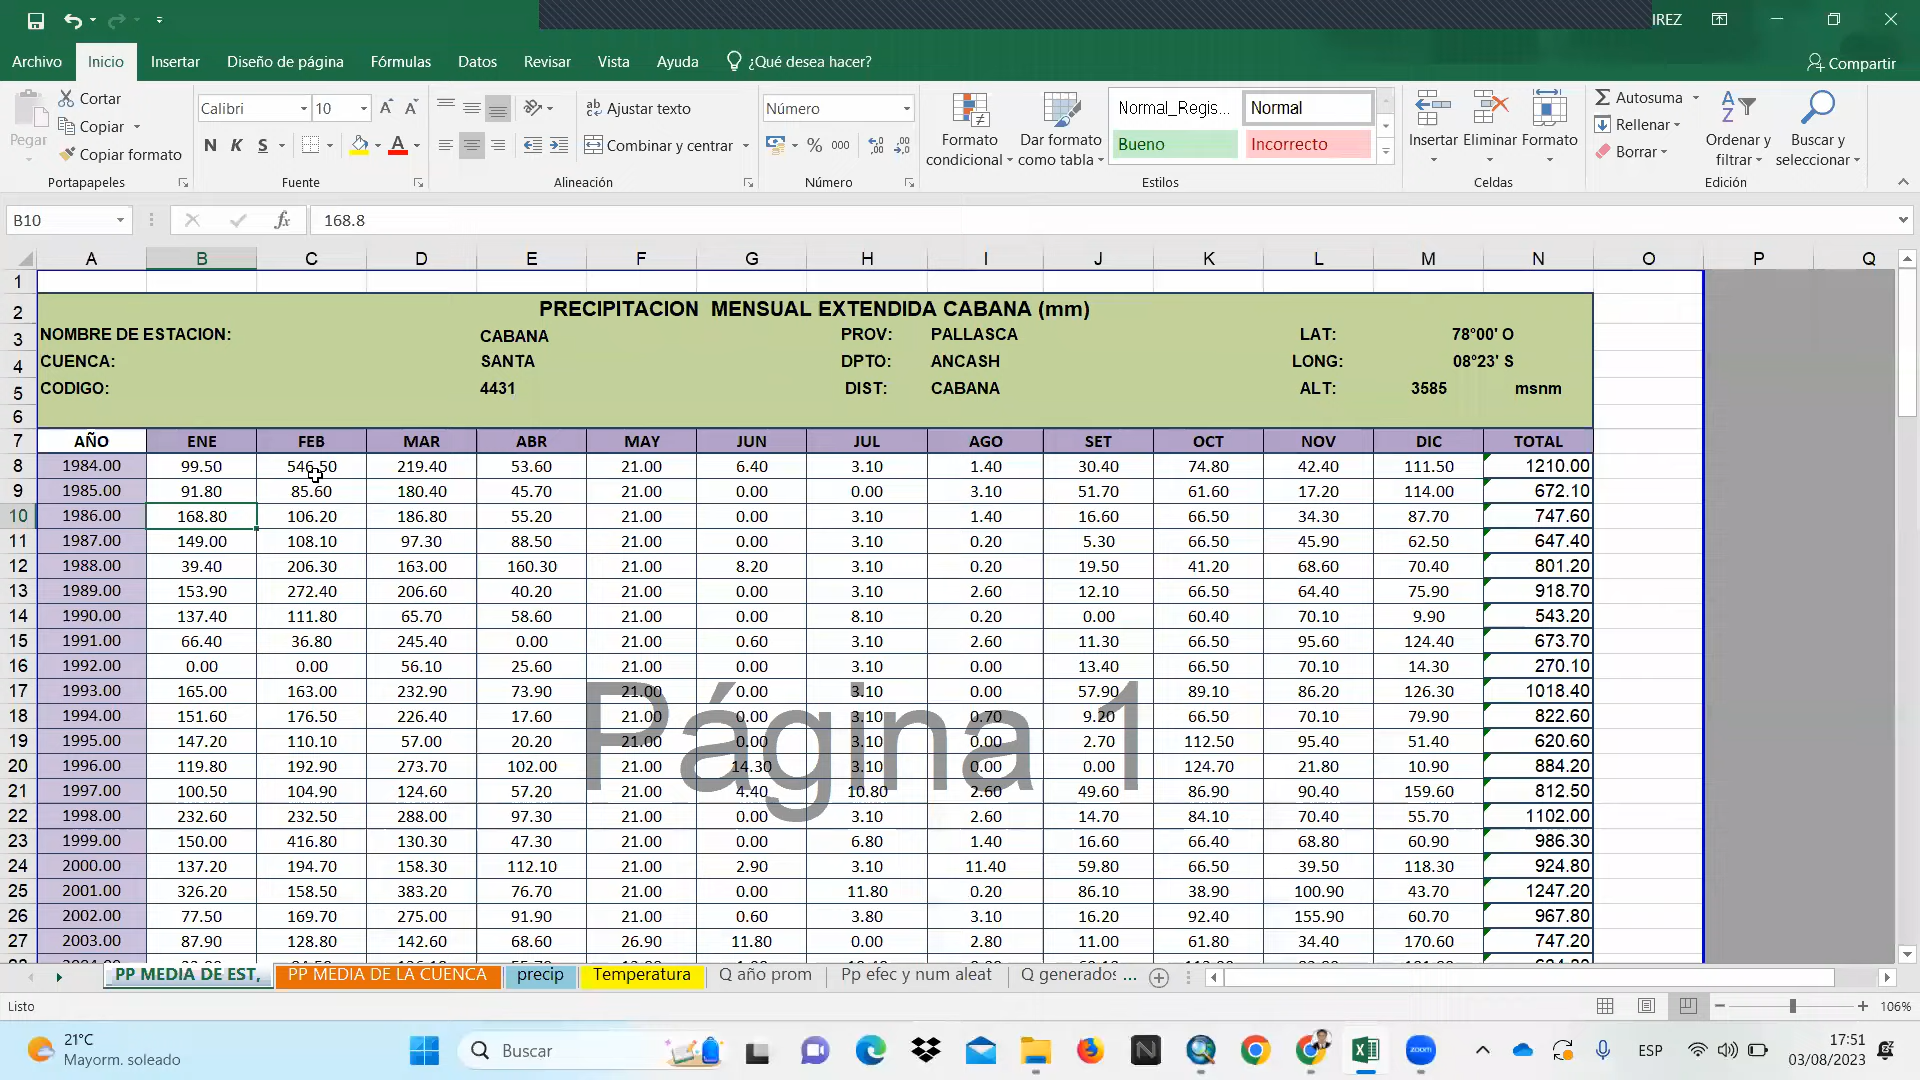 IREZ
Archivo Inicio Insertar Diseño de página Fórmulas Datos Revisar Vista Ayuda ¿Qué desea hacer? Compartir
Pegar
Cortar
Copiar
Copiar formato
Portapapeles
Calibri 10
N K S A
Fuente
Ajustar texto
Combinar y centrar
Alineación
Número
% 000
Número
Formato condicional
Dar formato como tabla
Normal_Regis... Normal
Bueno Incorrecto
Estilos
Insertar Eliminar Formato
Celdas
Autosuma
Rellenar
Borrar
Ordenar y filtrar
Buscar y seleccionar
Edición
B10 fx 168.8
A B C D E F G H I J K L M N O P Q
1
2 PRECIPITACION MENSUAL EXTENDIDA CABANA (mm)
3 NOMBRE DE ESTACION: CABANA PROV: PALLASCA LAT: 78°00' O
4 CUENCA: SANTA DPTO: ANCASH LONG: 08°23' S
5 CODIGO: 4431 DIST: CABANA ALT: 3585 msnm
6
7 AÑO ENE FEB MAR ABR MAY JUN JUL AGO SET OCT NOV DIC TOTAL
8 1984.00 99.50 546.50 219.40 53.60 21.00 6.40 3.10 1.40 30.40 74.80 42.40 111.50 1210.00
9 1985.00 91.80 85.60 180.40 45.70 21.00 0.00 0.00 3.10 51.70 61.60 17.20 114.00 672.10
10 1986.00 168.80 106.20 186.80 55.20 21.00 0.00 3.10 1.40 16.60 66.50 34.30 87.70 747.60
11 1987.00 149.00 108.10 97.30 88.50 21.00 0.00 3.10 0.20 5.30 66.50 45.90 62.50 647.40
12 1988.00 39.40 206.30 163.00 160.30 21.00 8.20 3.10 0.20 19.50 41.20 68.60 70.40 801.20
13 1989.00 153.90 272.40 206.60 40.20 21.00 0.00 3.10 2.60 12.10 66.50 64.40 75.90 918.70
14 1990.00 137.40 111.80 65.70 58.60 21.00 0.00 8.10 0.20 0.00 60.40 70.10 9.90 543.20
15 1991.00 66.40 36.80 245.40 0.00 21.00 0.60 3.10 2.60 11.30 66.50 95.60 124.40 673.70
16 1992.00 0.00 0.00 56.10 25.60 21.00 0.00 3.10 0.00 13.40 66.50 70.10 14.30 270.10
17 1993.00 165.00 163.00 232.90 73.90 21.00 0.00 3.10 0.00 57.90 89.10 86.20 126.30 1018.40
18 1994.00 151.60 176.50 226.40 17.60 21.00 0.00 3.10 0.70 9.20 66.50 70.10 79.90 822.60
19 1995.00 147.20 110.10 57.00 20.20 21.00 0.00 3.10 0.00 2.70 112.50 95.40 51.40 620.60
20 1996.00 119.80 192.90 273.70 102.00 21.00 14.30 3.10 0.00 0.00 124.70 21.80 10.90 884.20
21 1997.00 100.50 104.90 124.60 57.20 21.00 4.40 10.80 2.60 49.60 86.90 90.40 159.60 812.50
22 1998.00 232.60 232.50 288.00 97.30 21.00 0.00 3.10 2.60 14.70 84.10 70.40 55.70 1102.00
23 1999.00 150.00 416.80 130.30 47.30 21.00 0.00 6.80 1.40 16.60 66.40 68.80 60.90 986.30
24 2000.00 137.20 194.70 158.30 112.10 21.00 2.90 3.10 11.40 59.80 66.50 39.50 118.30 924.80
25 2001.00 326.20 158.50 383.20 76.70 21.00 0.00 11.80 0.20 86.10 38.90 100.90 43.70 1247.20
26 2002.00 77.50 169.70 275.00 91.90 21.00 0.60 3.80 3.10 16.20 92.40 155.90 60.70 967.80
27 2003.00 87.90 128.80 142.60 68.60 26.90 11.80 0.00 2.80 11.00 61.80 34.40 170.60 747.20
Página 1
PP MEDIA DE EST, PP MEDIA DE LA CUENCA precip Temperatura Q año prom Pp efec y num aleat Q generados ...
Listo 106%
21°C
Mayorm. soleado
Buscar
zoom
ESP
17:51
03/08/2023